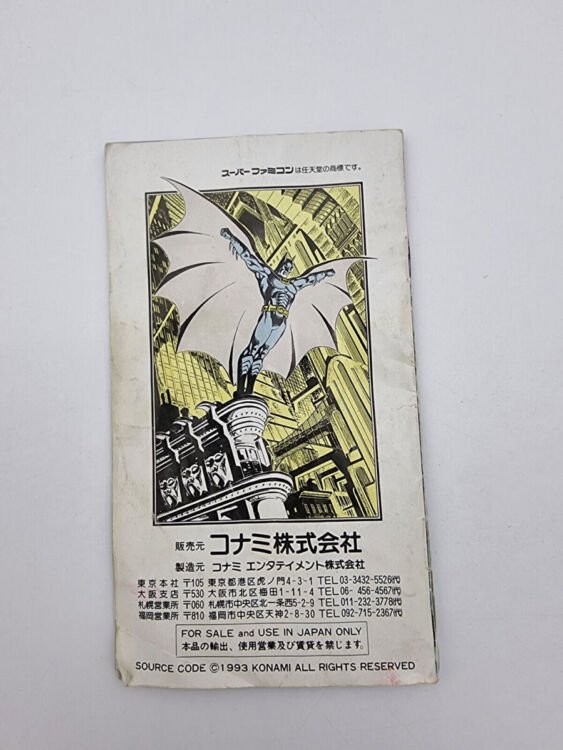 スーパーファミコンは任天堂の商標です。
販売元 コナミ株式会社
製造元 コナミ エンタテイメント株式会社
東京本社 〒105 東京都港区虎ノ門4-3-1 TEL 03-3432-5526㈹
大阪支店 〒530 大阪市北区梅田1-11-4 TEL 06- 456-4567㈹
札幌営業所 〒060 札幌市中央区北一条西5-2-9 TEL 011-232-3778㈹
福岡営業所 〒810 福岡市中央区天神2-8-30 TEL 092-715-2367㈹
FOR SALE and USE IN JAPAN ONLY
本品の輸出、使用営業及び賃貸を禁じます。
SOURCE CODE ©1993 KONAMI ALL RIGHTS RESERVED